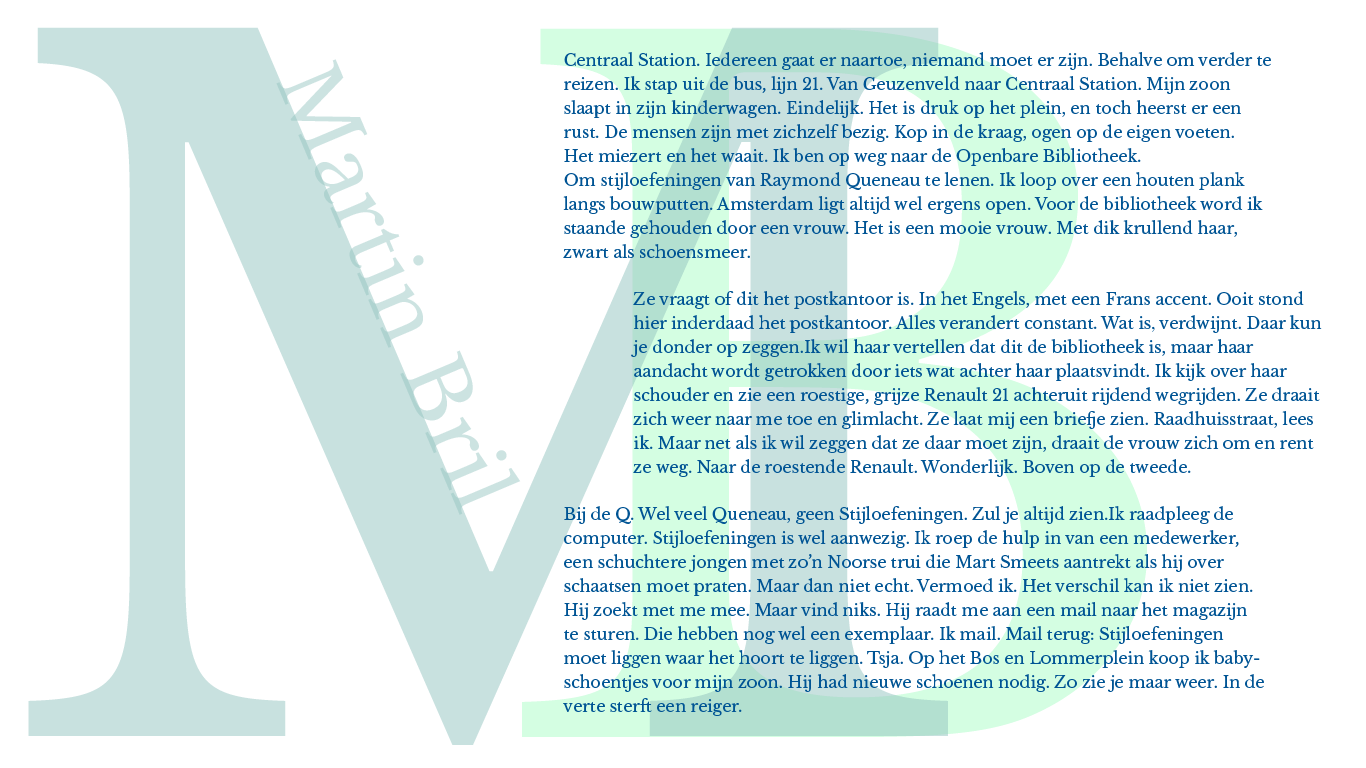 M B
Martin Bril
Centraal Station. Iedereen gaat er naartoe, niemand moet er zijn. Behalve om verder te
reizen. Ik stap uit de bus, lijn 21. Van Geuzenveld naar Centraal Station. Mijn zoon
slaapt in zijn kinderwagen. Eindelijk. Het is druk op het plein, en toch heerst er een
rust. De mensen zijn met zichzelf bezig. Kop in de kraag, ogen op de eigen voeten.
Het miezert en het waait. Ik ben op weg naar de Openbare Bibliotheek.
Om stijloefeningen van Raymond Queneau te lenen. Ik loop over een houten plank
langs bouwputten. Amsterdam ligt altijd wel ergens open. Voor de bibliotheek word ik
staande gehouden door een vrouw. Het is een mooie vrouw. Met dik krullend haar,
zwart als schoensmeer.
Ze vraagt of dit het postkantoor is. In het Engels, met een Frans accent. Ooit stond
hier inderdaad het postkantoor. Alles verandert constant. Wat is, verdwijnt. Daar kun
je donder op zeggen.Ik wil haar vertellen dat dit de bibliotheek is, maar haar
aandacht wordt getrokken door iets wat achter haar plaatsvindt. Ik kijk over haar
schouder en zie een roestige, grijze Renault 21 achteruit rijdend wegrijden. Ze draait
zich weer naar me toe en glimlacht. Ze laat mij een briefje zien. Raadhuisstraat, lees
ik. Maar net als ik wil zeggen dat ze daar moet zijn, draait de vrouw zich om en rent
ze weg. Naar de roestende Renault. Wonderlijk. Boven op de tweede.
Bij de Q. Wel veel Queneau, geen Stijloefeningen. Zul je altijd zien.Ik raadpleeg de
computer. Stijloefeningen is wel aanwezig. Ik roep de hulp in van een medewerker,
een schuchtere jongen met zo’n Noorse trui die Mart Smeets aantrekt als hij over
schaatsen moet praten. Maar dan niet echt. Vermoed ik. Het verschil kan ik niet zien.
Hij zoekt met me mee. Maar vind niks. Hij raadt me aan een mail naar het magazijn
te sturen. Die hebben nog wel een exemplaar. Ik mail. Mail terug: Stijloefeningen
moet liggen waar het hoort te liggen. Tsja. Op het Bos en Lommerplein koop ik baby-
schoentjes voor mijn zoon. Hij had nieuwe schoenen nodig. Zo zie je maar weer. In de
verte sterft een reiger.